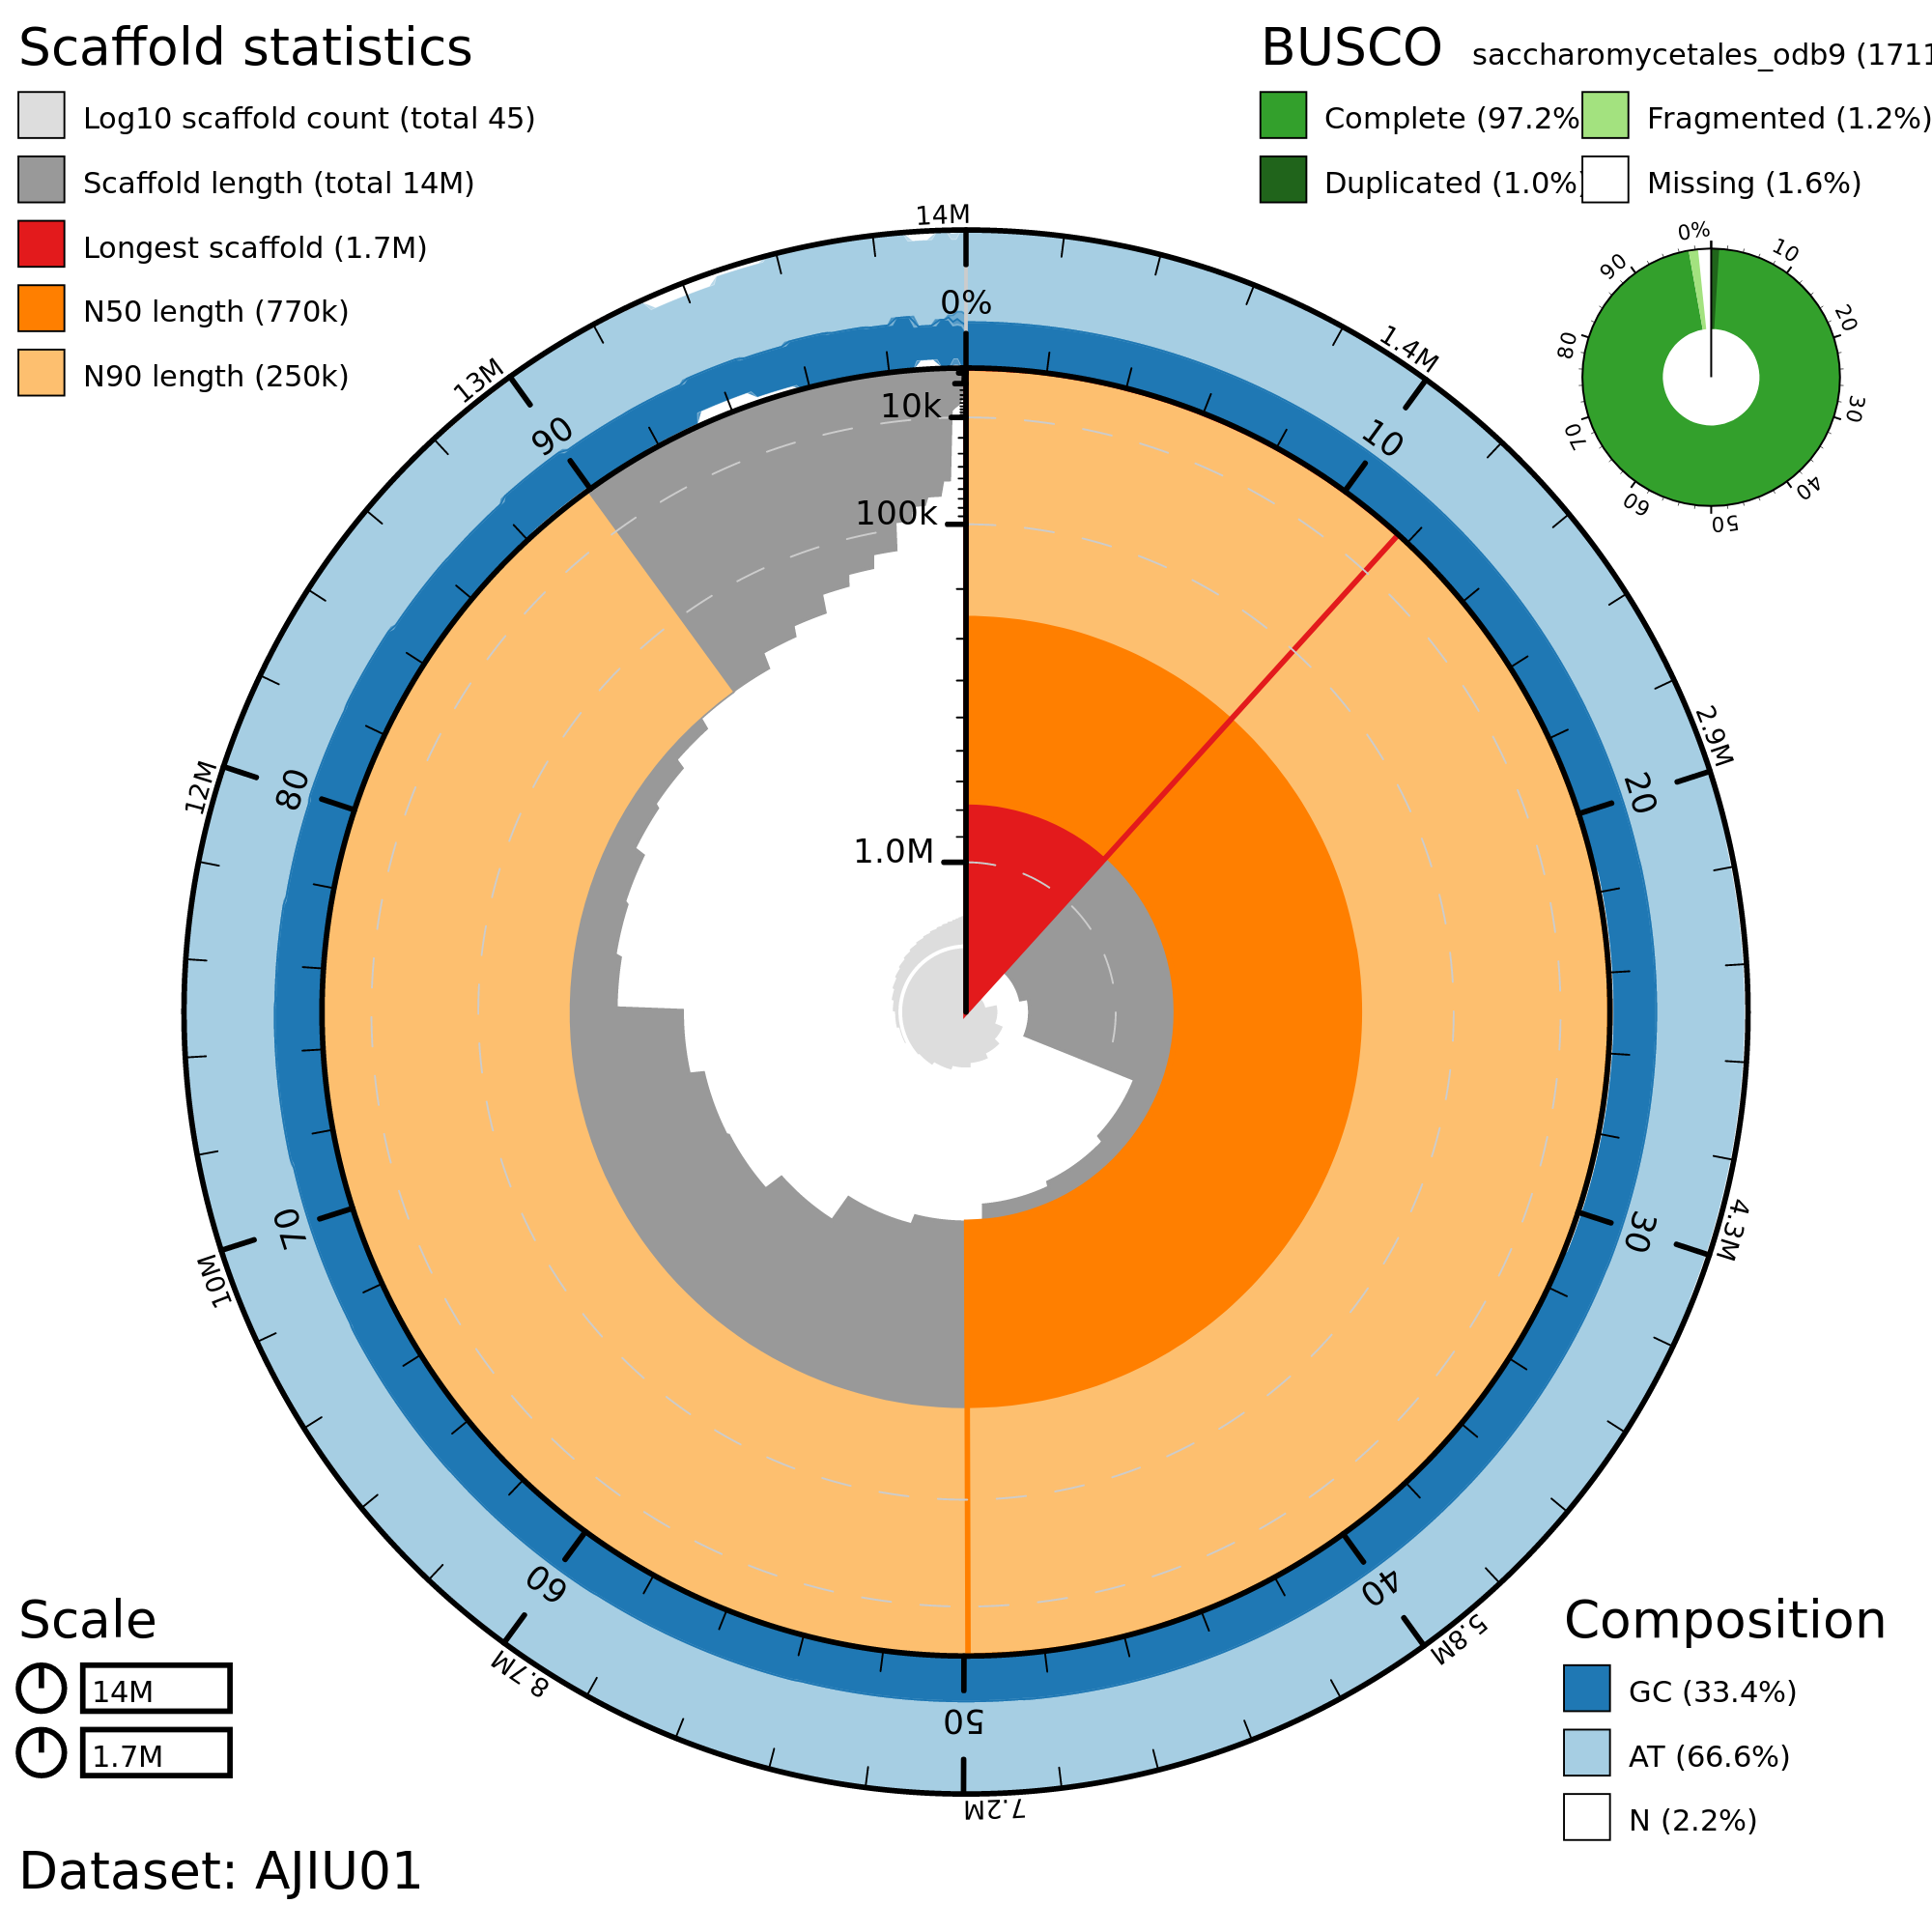 Scaffold statistics
Log10 scaffold count (total 45)
Scaffold length (total 14M)
Longest scaffold (1.7M)
N50 length (770k)
N90 length (250k)
BUSCO saccharomycetales_odb9 (1711
Complete (97.2%
Fragmented (1.2%)
Duplicated (1.0%)
Missing (1.6%)
0%
10
20
30
40
50
60
70
80
90
14M
1.4M
2.9M
4.3M
5.8M
7.2M
8.7M
10M
12M
13M
0%
10
20
30
40
50
60
70
80
90
10k
100k
1.0M
Scale
14M
1.7M
Composition
GC (33.4%)
AT (66.6%)
N (2.2%)
Dataset: AJIU01